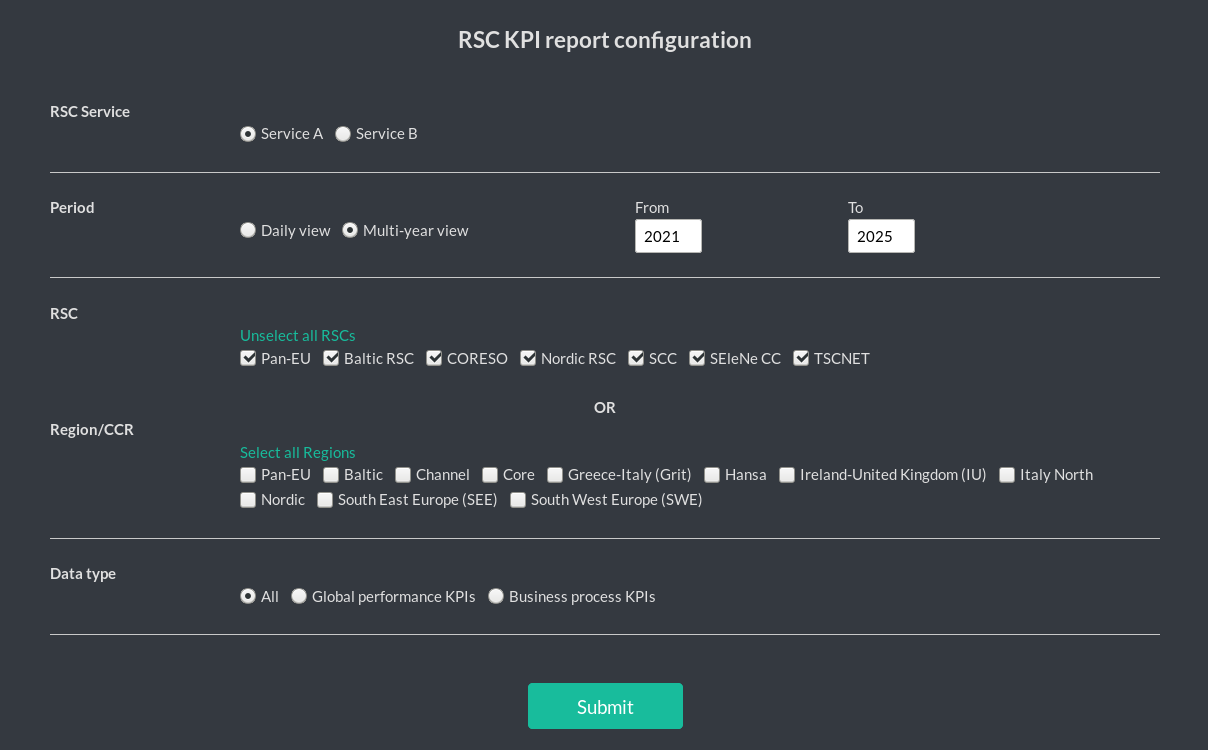 RSC KPI report configuration
RSC Service
Service A Service B
Period
From
To
Daily view Multi-year view
2021
2025
RSC
Unselect all RSCs
Pan-EU Baltic RSC CORESO Nordic RSC SCC SEleNe CC TSCNET
OR
Region/CCR
Select all Regions
Pan-EU Baltic Channel Core Greece-Italy (Grit) Hansa Ireland-United Kingdom (IU) Italy North
Nordic South East Europe (SEE) South West Europe (SWE)
Data type
All Global performance KPIs Business process KPIs
Submit